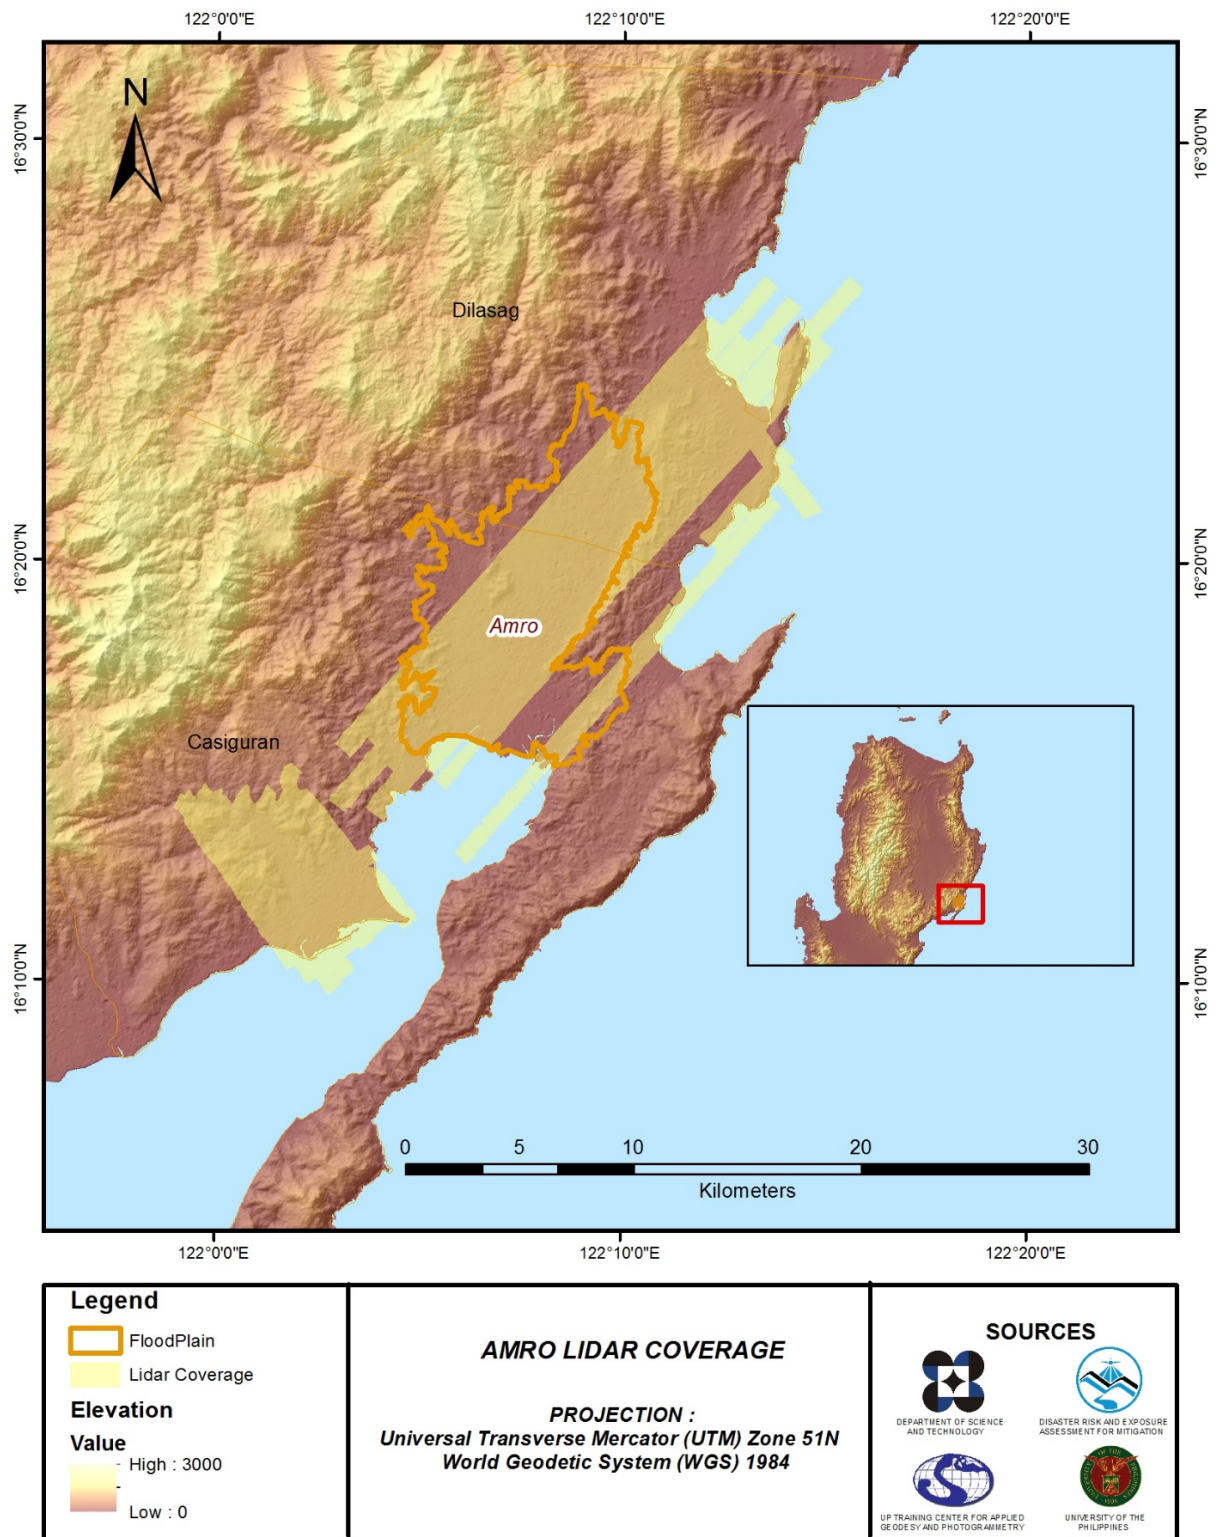 122°0'0"E
122°10'0"E
122°20'0"E
N
16°30'0"N
16°30'0"N
Dilasag
16°20'0"N
16°20'0"N
Amro
Casiguran
16°10'0"N
16°10'0"N
0 5 10 20 30
Kilometers
122°0'0"E
122°10'0"E
122°20'0"E
Legend
FloodPlain
Lidar Coverage
Elevation
Value
High : 3000
Low : 0
AMRO LIDAR COVERAGE
PROJECTION :
Universal Transverse Mercator (UTM) Zone 51N
World Geodetic System (WGS) 1984
SOURCES
DEPARTMENT OF SCIENCE
AND TECHNOLOGY
DISASTER RISK AND EXPOSURE
ASSESSMENT FOR MITIGATION
UP TRAINING CENTER FOR APPLIED
GEODESY AND PHOTOGRAMMETRY
UNIVERSITY OF THE
PHILIPPINES